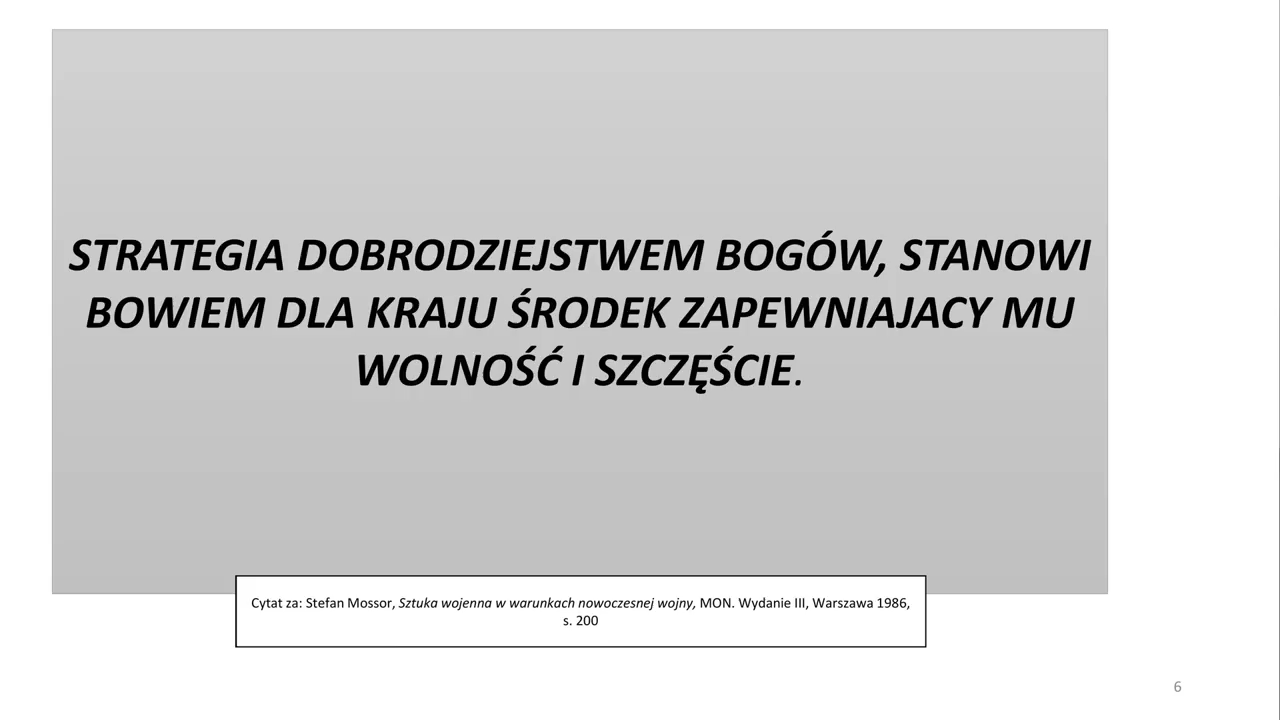 STRATEGIA DOBRODZIEJSTWEM BOGÓW, STANOWI
BOWIEM DLA KRAJU ŚRODEK ZAPEWNIAJACY MU
WOLNOŚĆ I SZCZĘŚCIE.
Cytat za: Stefan Mossor, Sztuka wojenna w warunkach nowoczesnej wojny, MON. Wydanie III, Warszawa 1986,
s. 200
6